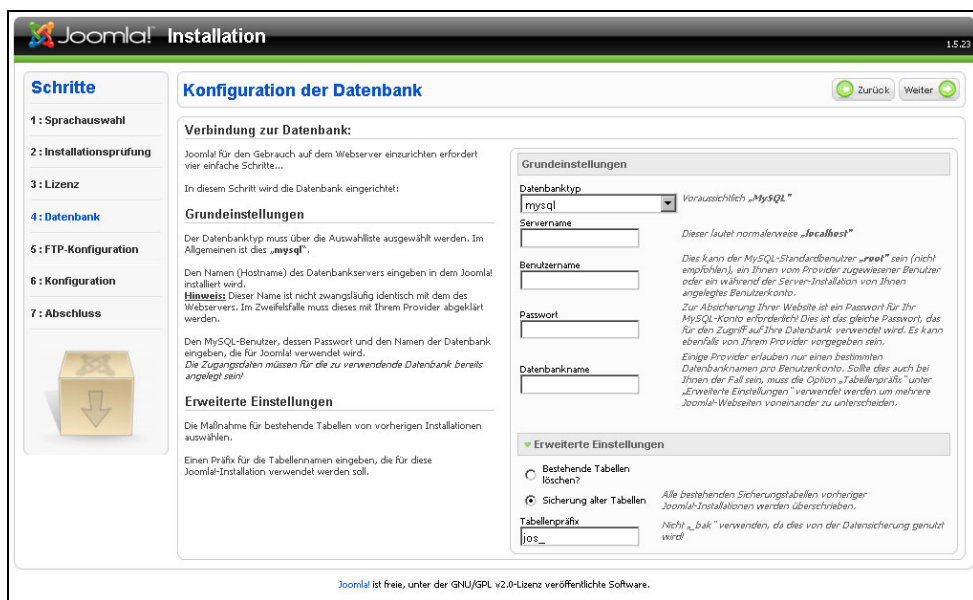 Joomla! Installation
1.5.23
Schritte
1 : Sprachauswahl
2 : Installationsprüfung
3 : Lizenz
4 : Datenbank
5 : FTP-Konfiguration
6 : Konfiguration
7 : Abschluss
Konfiguration der Datenbank
Zurück
Weiter
Verbindung zur Datenbank:
Joomla! für den Gebrauch auf dem Webserver einzurichten erfordert
vier einfache Schritte...
In diesem Schritt wird die Datenbank eingerichtet:
Grundeinstellungen
Der Datenbanktyp muss über die Auswahlliste ausgewählt werden. Im
Allgemeinen ist dies „mysql“.
Den Namen (Hostname) des Datenbankservers eingeben in dem Joomla!
installiert wird.
Hinweis: Dieser Name ist nicht zwangsläufig identisch mit dem des
Webservers. Im Zweifelsfalle muss dieses mit Ihrem Provider abgeklärt
werden.
Den MySQL-Benutzer, dessen Passwort und den Namen der Datenbank
eingeben, die für Joomla! verwendet wird.
Die Zugangsdaten müssen für die zu verwendende Datenbank bereits
angelegt sein!
Erweiterte Einstellungen
Die Maßnahme für bestehende Tabellen von vorherigen Installationen
auswählen.
Einen Präfix für die Tabellennamen eingeben, die für diese
Joomla!-Installation verwendet werden soll.
Grundeinstellungen
Datenbanktyp
mysql
Voraussichtlich „MySQL“
Servername
Dieser lautet normalerweise „localhost“
Benutzername
Dies kann der MySQL-Standardbenutzer „root“ sein (nicht
empfohlen), ein Ihnen vom Provider zugewiesener Benutzer
oder ein während der Server-Installation von Ihnen
angelegtes Benutzerkonto.
Passwort
Zur Absicherung Ihrer Website ist ein Passwort für Ihr
MySQL-Konto erforderlich! Dies ist das gleiche Passwort, das
für den Zugriff auf Ihre Datenbank verwendet wird. Es kann
ebenfalls von Ihrem Provider vorgegeben sein.
Datenbankname
Einige Provider erlauben nur einen bestimmten
Datenbanknamen pro Benutzerkonto. Sollte dies auch bei
Ihnen der Fall sein, muss die Option „Tabellenpräfix“ unter
„Erweiterte Einstellungen“ verwendet werden um mehrere
Joomla!-Webseiten voneinander zu unterscheiden.
Erweiterte Einstellungen
Bestehende Tabellen
löschen?
Sicherung alter Tabellen
Alle bestehenden Sicherungstabellen vorheriger
Joomla!-Installationen werden überschrieben.
Tabellenpräfix
jos_
Nicht „_bak“ verwenden, da dies von der Datensicherung genutzt
wird!
Joomla! ist freie, unter der GNU/GPL v2.0-Lizenz veröffentlichte Software.